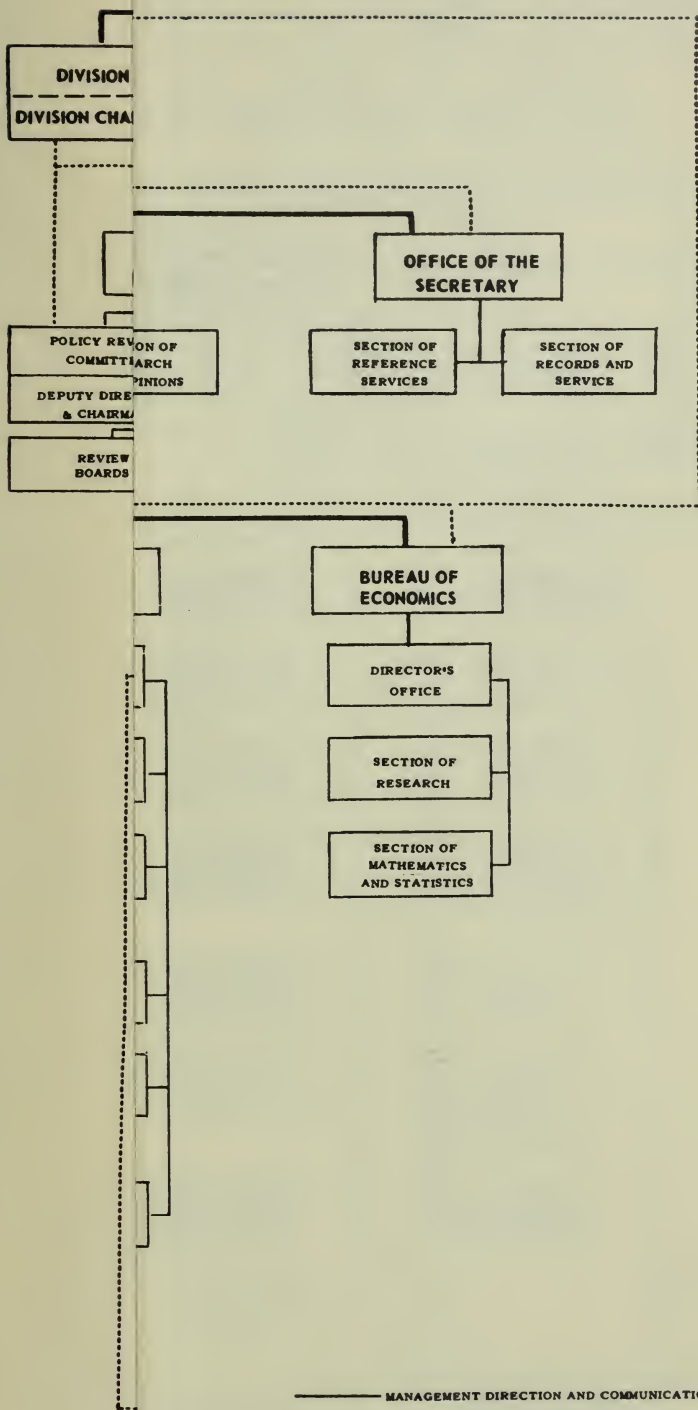 DIVISION
DIVISION CHAI
OFFICE OF THE
SECRETARY
POLICY REV
COMMITT
ON OF
ARCH
PINIONS
DEPUTY DIRE
& CHAIRMA
REVIEW
BOARDS
SECTION OF
REFERENCE
SERVICES
SECTION OF
RECORDS AND
SERVICE
BUREAU OF
ECONOMICS
DIRECTOR'S
OFFICE
SECTION OF
RESEARCH
SECTION OF
MATHEMATICS
AND STATISTICS
MANAGEMENT DIRECTION AND COMMUNICATI